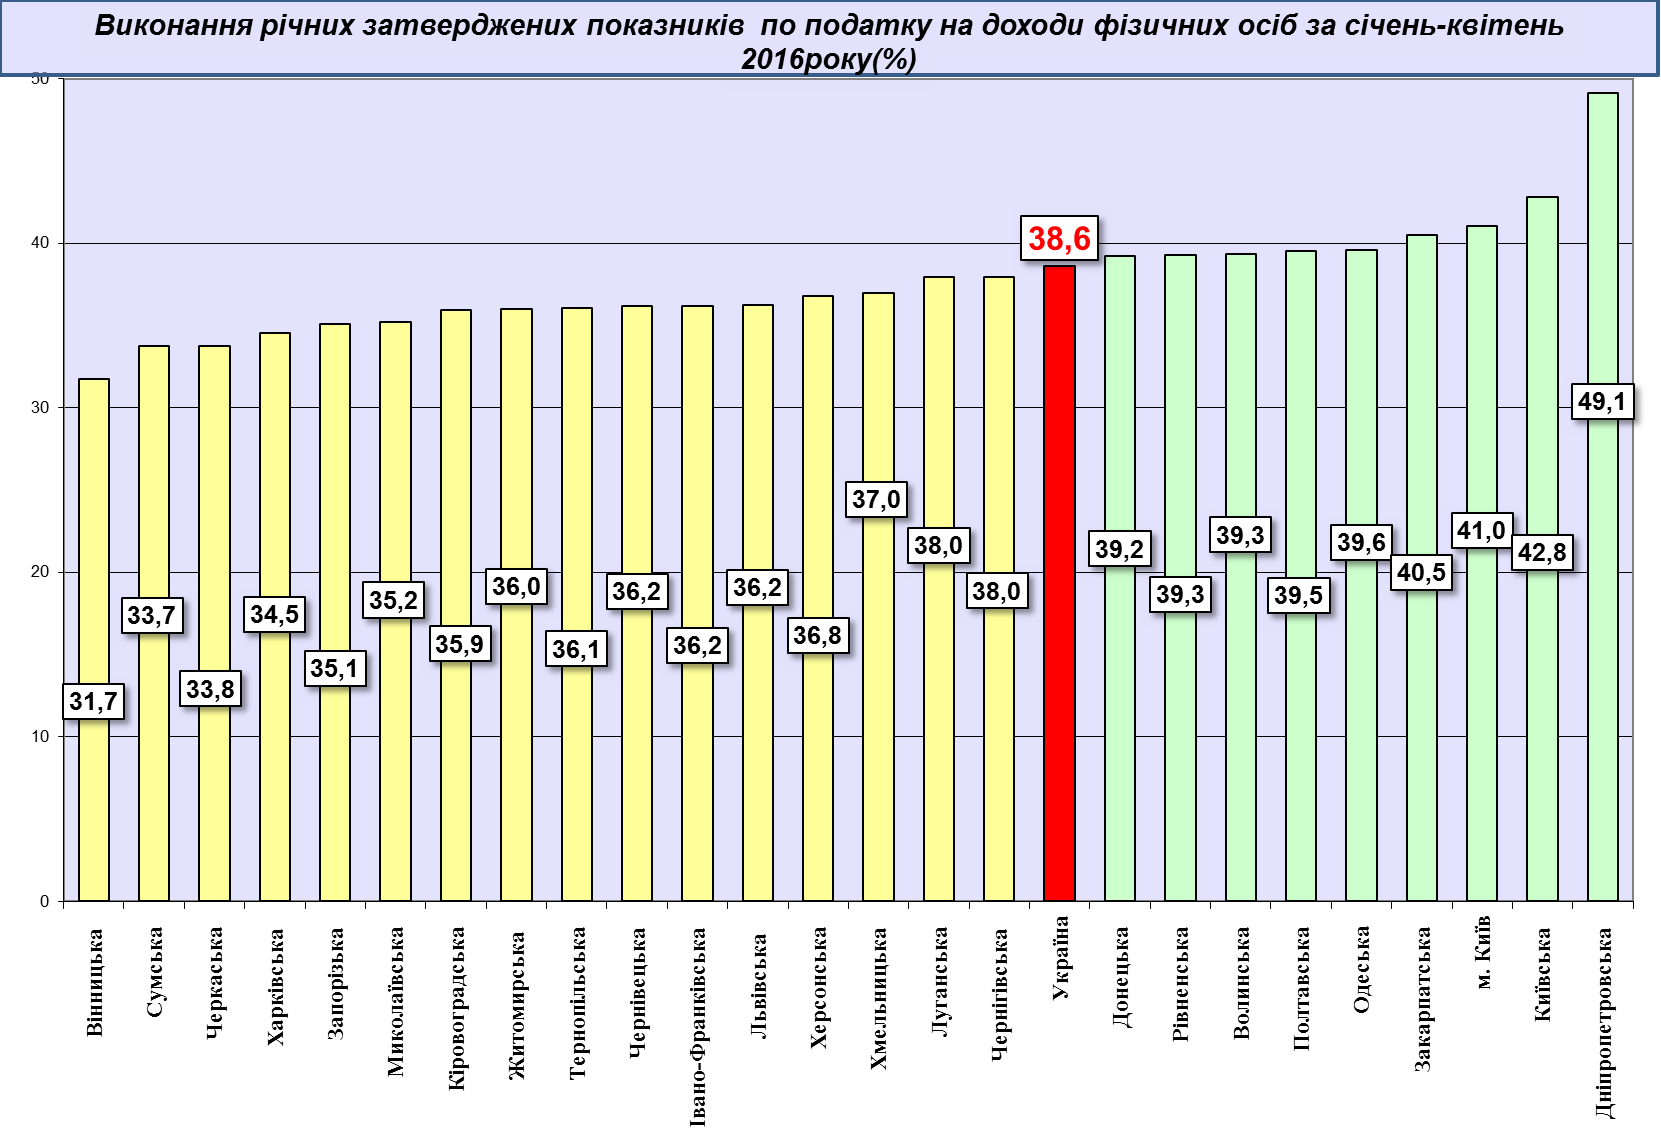 Виконання річних затверджених показників по податку на доходи фізичних осіб за січень-квітень
2016року(%)
50
40
30
20
10
0
31,7
33,7
33,8
34,5
35,1
35,2
35,9
36,0
36,1
36,2
36,2
36,2
36,8
37,0
38,0
38,0
38,6
39,2
39,3
39,3
39,5
39,6
40,5
41,0
42,8
49,1
Вінницька
Сумська
Черкаська
Харківська
Запорізька
Миколаївська
Кіровоградська
Житомирська
Тернопільська
Чернівецька
Івано-Франківська
Львівська
Херсонська
Хмельницька
Луганська
Чернігівська
Україна
Донецька
Рівненська
Волинська
Полтавська
Одеська
Закарпатська
м. Київ
Київська
Дніпропетровська